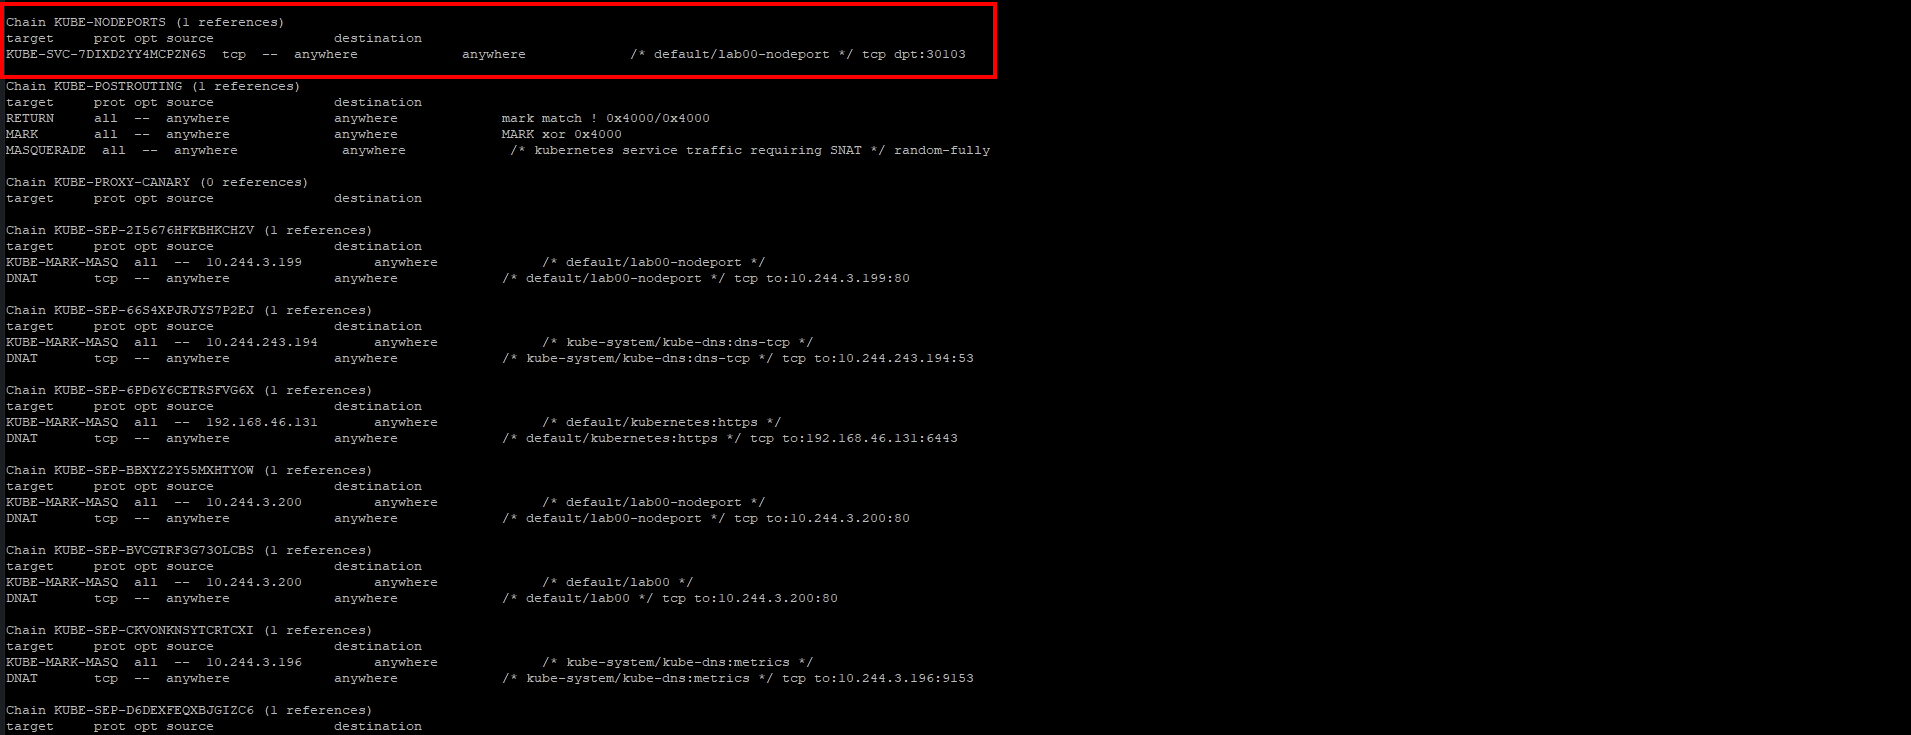 Chain KUBE-NODEPORTS (1 references)
target     prot opt source               destination
KUBE-SVC-7DIXD2YY4MCPZN6S  tcp  --  anywhere             anywhere             /* default/lab00-nodeport */ tcp dpt:30103
Chain KUBE-POSTROUTING (1 references)
target     prot opt source               destination
RETURN     all  --  anywhere             anywhere             mark match ! 0x4000/0x4000
MARK       all  --  anywhere             anywhere             MARK xor 0x4000
MASQUERADE  all  --  anywhere             anywhere             /* kubernetes service traffic requiring SNAT */ random-fully
Chain KUBE-PROXY-CANARY (0 references)
target     prot opt source               destination
Chain KUBE-SEP-2I5676HFKBHKCHZV (1 references)
target     prot opt source               destination
KUBE-MARK-MASQ  all  --  10.244.3.199         anywhere             /* default/lab00-nodeport */
DNAT       tcp  --  anywhere             anywhere             /* default/lab00-nodeport */ tcp to:10.244.3.199:80
Chain KUBE-SEP-66S4XPJRJYS7P2EJ (1 references)
target     prot opt source               destination
KUBE-MARK-MASQ  all  --  10.244.243.194       anywhere             /* kube-system/kube-dns:dns-tcp */
DNAT       tcp  --  anywhere             anywhere             /* kube-system/kube-dns:dns-tcp */ tcp to:10.244.243.194:53
Chain KUBE-SEP-6PD6Y6CETRSFVG6X (1 references)
target     prot opt source               destination
KUBE-MARK-MASQ  all  --  192.168.46.131       anywhere             /* default/kubernetes:https */
DNAT       tcp  --  anywhere             anywhere             /* default/kubernetes:https */ tcp to:192.168.46.131:6443
Chain KUBE-SEP-BBXYZ2Y55MXHTYOW (1 references)
target     prot opt source               destination
KUBE-MARK-MASQ  all  --  10.244.3.200         anywhere             /* default/lab00-nodeport */
DNAT       tcp  --  anywhere             anywhere             /* default/lab00-nodeport */ tcp to:10.244.3.200:80
Chain KUBE-SEP-BVCGTRF3G73OLCBS (1 references)
target     prot opt source               destination
KUBE-MARK-MASQ  all  --  10.244.3.200         anywhere             /* default/lab00 */
DNAT       tcp  --  anywhere             anywhere             /* default/lab00 */ tcp to:10.244.3.200:80
Chain KUBE-SEP-CKVONKNSYTCRTCXI (1 references)
target     prot opt source               destination
KUBE-MARK-MASQ  all  --  10.244.3.196         anywhere             /* kube-system/kube-dns:metrics */
DNAT       tcp  --  anywhere             anywhere             /* kube-system/kube-dns:metrics */ tcp to:10.244.3.196:9153
Chain KUBE-SEP-D6DEXFEQXBJGIZC6 (1 references)
target     prot opt source               destination